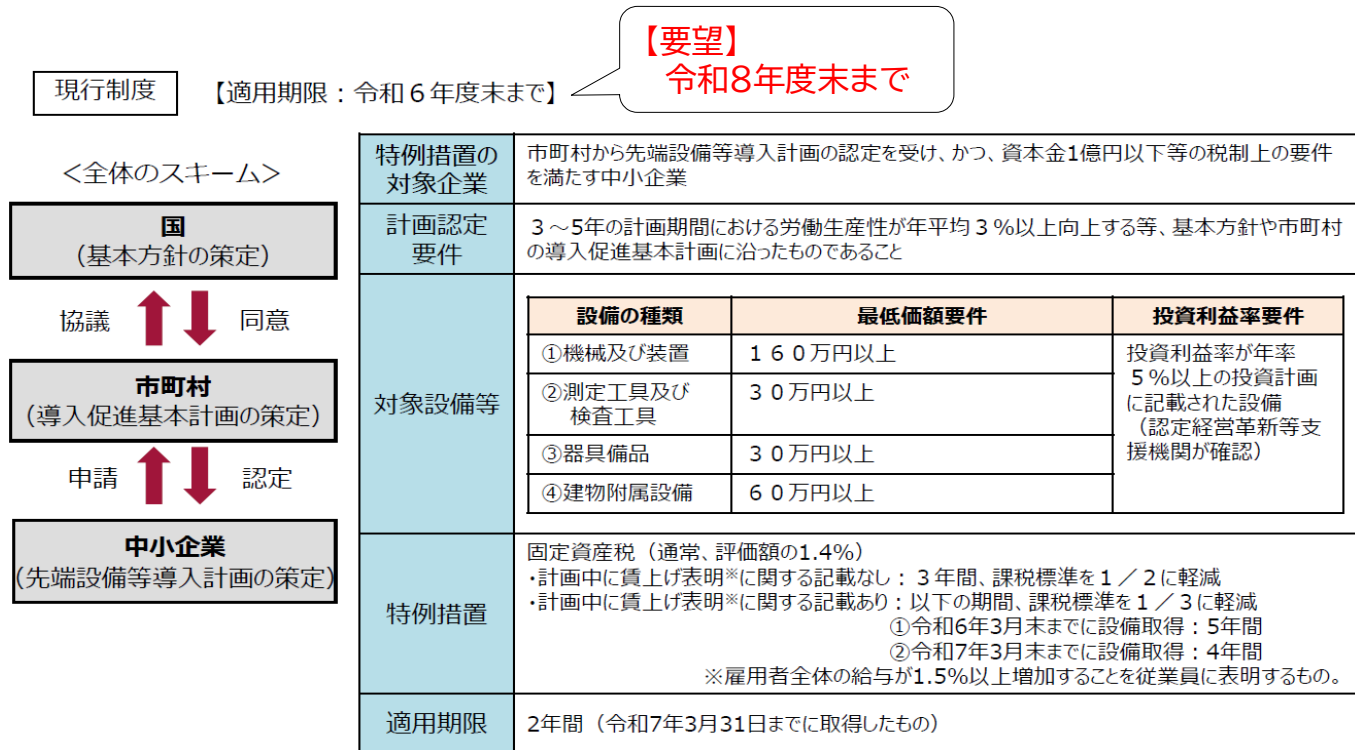 【要望】
令和8年度末まで
現行制度
【適用期限：令和６年度末まで】
＜全体のスキーム＞
国
（基本方針の策定）
協議
同意
市町村
（導入促進基本計画の策定）
申請
認定
中小企業
（先端設備等導入計画の策定）
特例措置の
対象企業
市町村から先端設備等導入計画の認定を受け、かつ、資本金1億円以下等の税制上の要件
を満たす中小企業
計画認定
要件
３～5年の計画期間における労働生産性が年平均３％以上向上する等、基本方針や市町村
の導入促進基本計画に沿ったものであること
対象設備等
設備の種類
最低価額要件
投資利益率要件
①機械及び装置
１６０万円以上
②測定工具及び
検査工具
３０万円以上
③器具備品
３０万円以上
④建物附属設備
６０万円以上
投資利益率が年率
５％以上の投資計画
に記載された設備
（認定経営革新等支
援機関が確認）
特例措置
固定資産税（通常、評価額の1.4%）
・計画中に賃上げ表明※に関する記載なし：３年間、課税標準を１／２に軽減
・計画中に賃上げ表明※に関する記載あり：以下の期間、課税標準を１／３に軽減
①令和6年3月末までに設備取得：5年間
②令和7年3月末までに設備取得：4年間
※雇用者全体の給与が1.5%以上増加することを従業員に表明するもの。
適用期限
2年間（令和7年3月31日までに取得したもの）